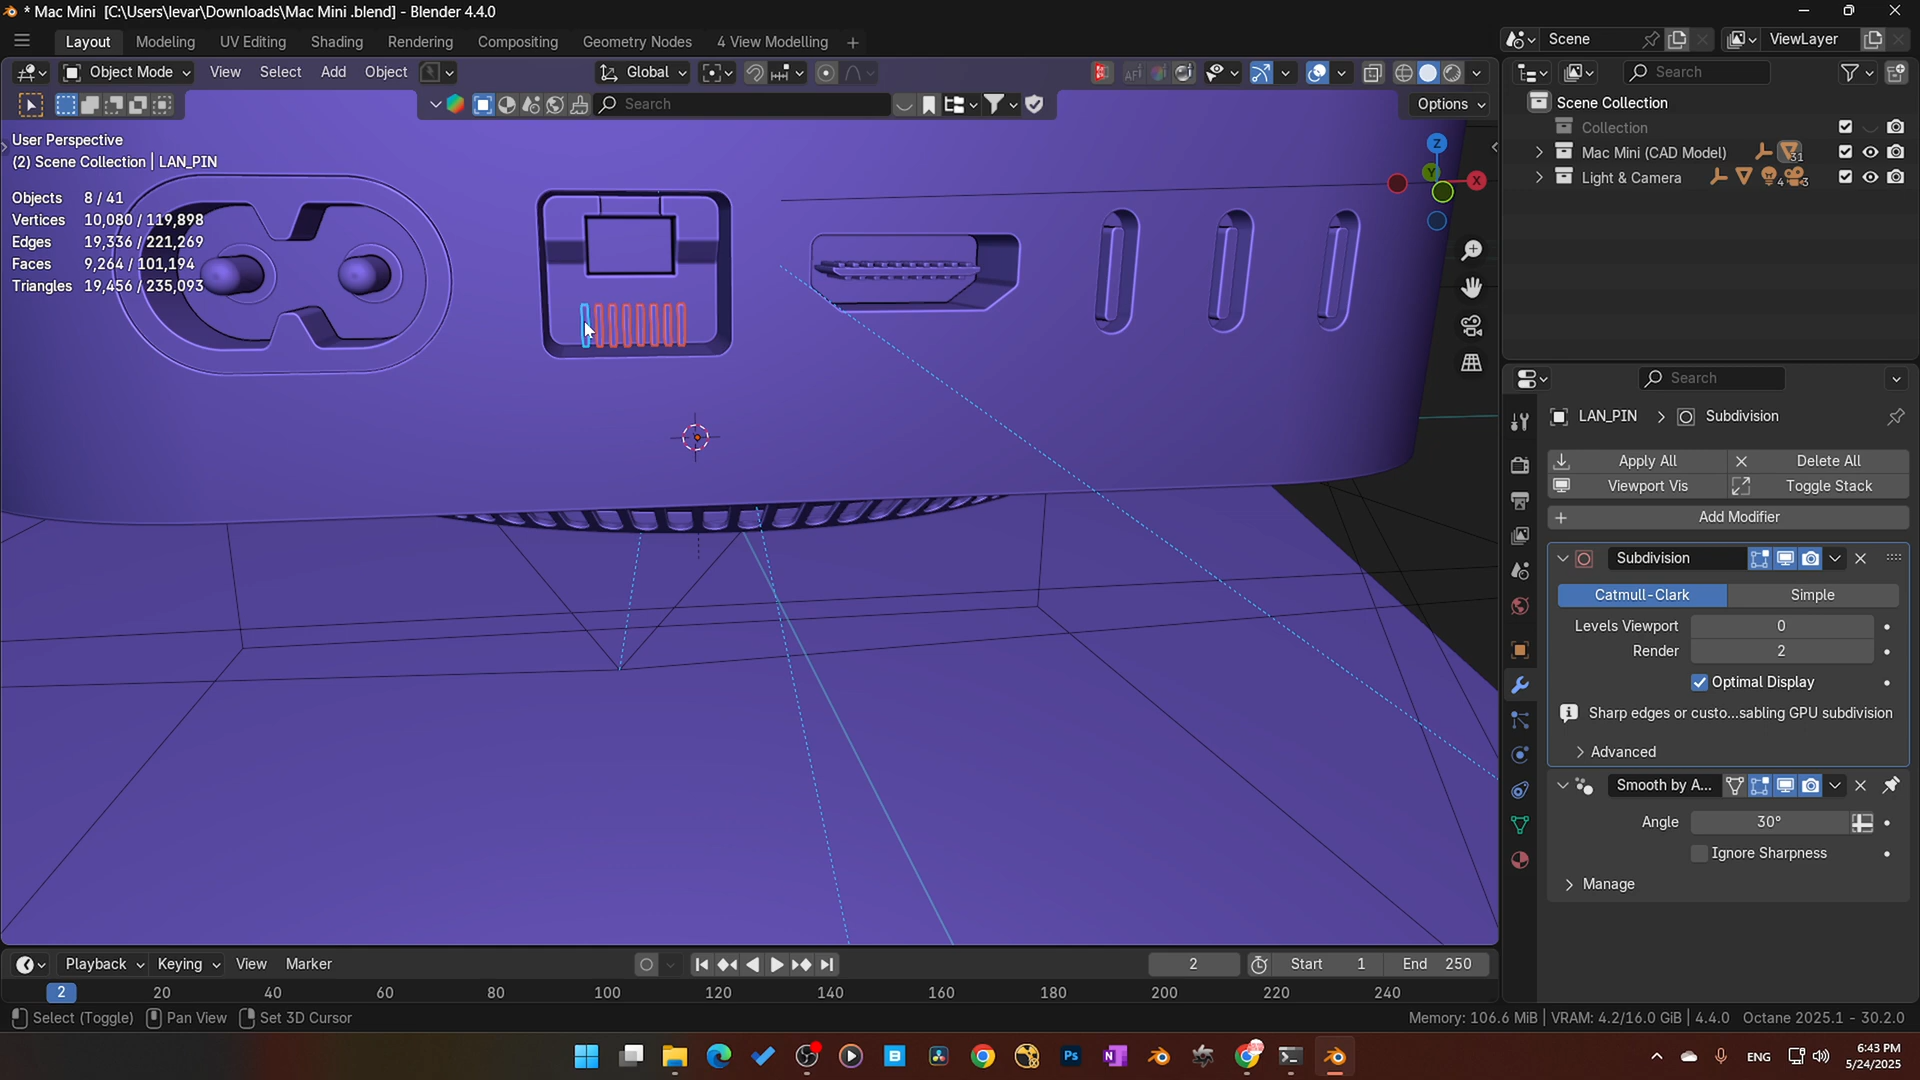 * Mac Mini [C:\Users\levar\Downloads\Mac Mini .blend] - Blender 4.4.0
Layout Modeling UV Editing Shading Rendering Compositing Geometry Nodes 4 View Modelling +
Scene ViewLayer
Object Mode View Select Add Object Global
Search
Search
Options
User Perspective
(2) Scene Collection | LAN_PIN
Objects 8 / 41
Vertices 10,080 / 119,898
Edges 19,336 / 221,269
Faces 9,264 / 101,194
Triangles 19,456 / 235,093
Z
Y
X
Scene Collection
Collection
Mac Mini (CAD Model) 31
Light & Camera 4 3
Search
LAN_PIN > Subdivision
Apply All Delete All
Viewport Vis Toggle Stack
Add Modifier
Subdivision
Catmull-Clark Simple
Levels Viewport 0
Render 2
Optimal Display
Sharp edges or custo...sabling GPU subdivision
Advanced
Smooth by A...
Angle 30°
Ignore Sharpness
Manage
Playback Keying View Marker
2 Start 1 End 250
2 20 40 60 80 100 120 140 160 180 200 220 240
Select (Toggle) Pan View Set 3D Cursor
Memory: 106.6 MiB | VRAM: 4.2/16.0 GiB | 4.4.0 Octane 2025.1 - 30.2.0
Ps
ENG
6:43 PM
5/24/2025